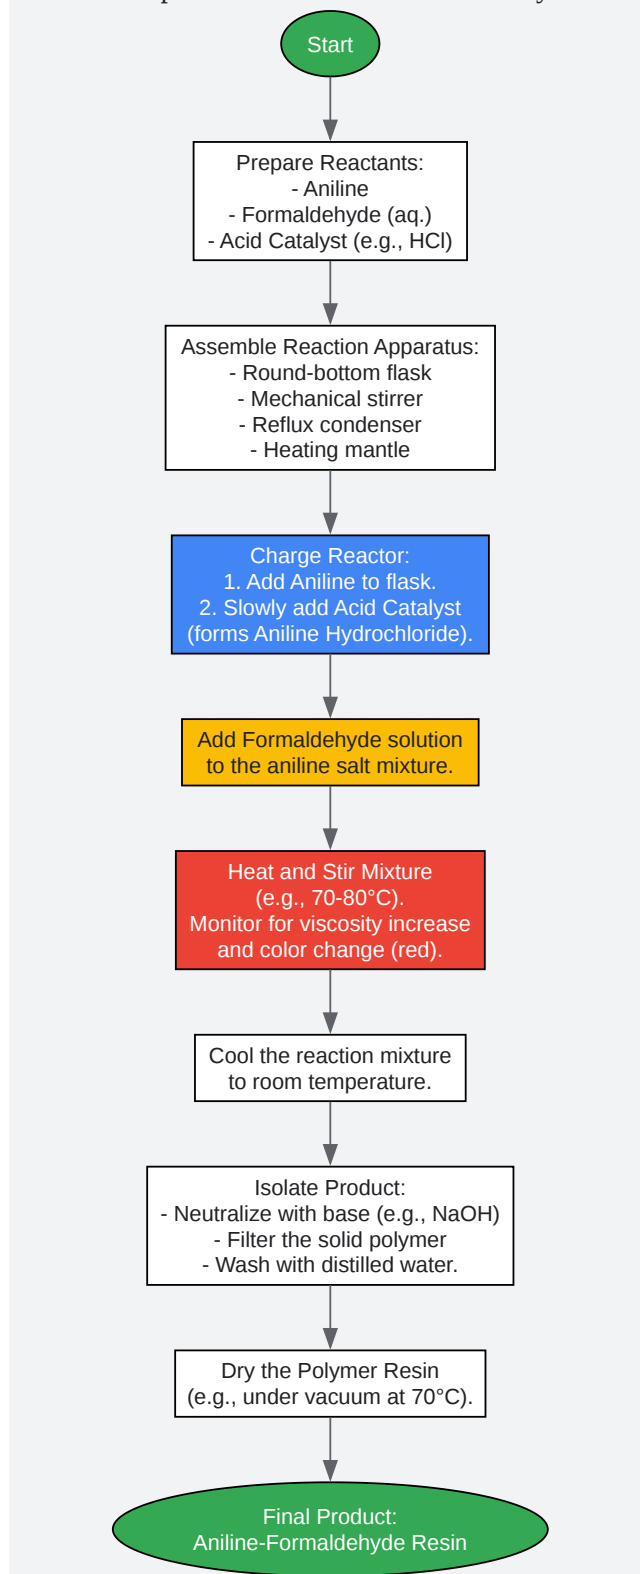 Start
Prepare Reactants:
- Aniline
- Formaldehyde (aq.)
- Acid Catalyst (e.g., HCl)
Assemble Reaction Apparatus:
- Round-bottom flask
- Mechanical stirrer
- Reflux condenser
- Heating mantle
Charge Reactor:
1. Add Aniline to flask.
2. Slowly add Acid Catalyst
(forms Aniline Hydrochloride).
Add Formaldehyde solution
to the aniline salt mixture.
Heat and Stir Mixture
(e.g., 70-80°C).
Monitor for viscosity increase
and color change (red).
Cool the reaction mixture
to room temperature.
Isolate Product:
- Neutralize with base (e.g., NaOH)
- Filter the solid polymer
- Wash with distilled water.
Dry the Polymer Resin
(e.g., under vacuum at 70°C).
Final Product:
Aniline-Formaldehyde Resin